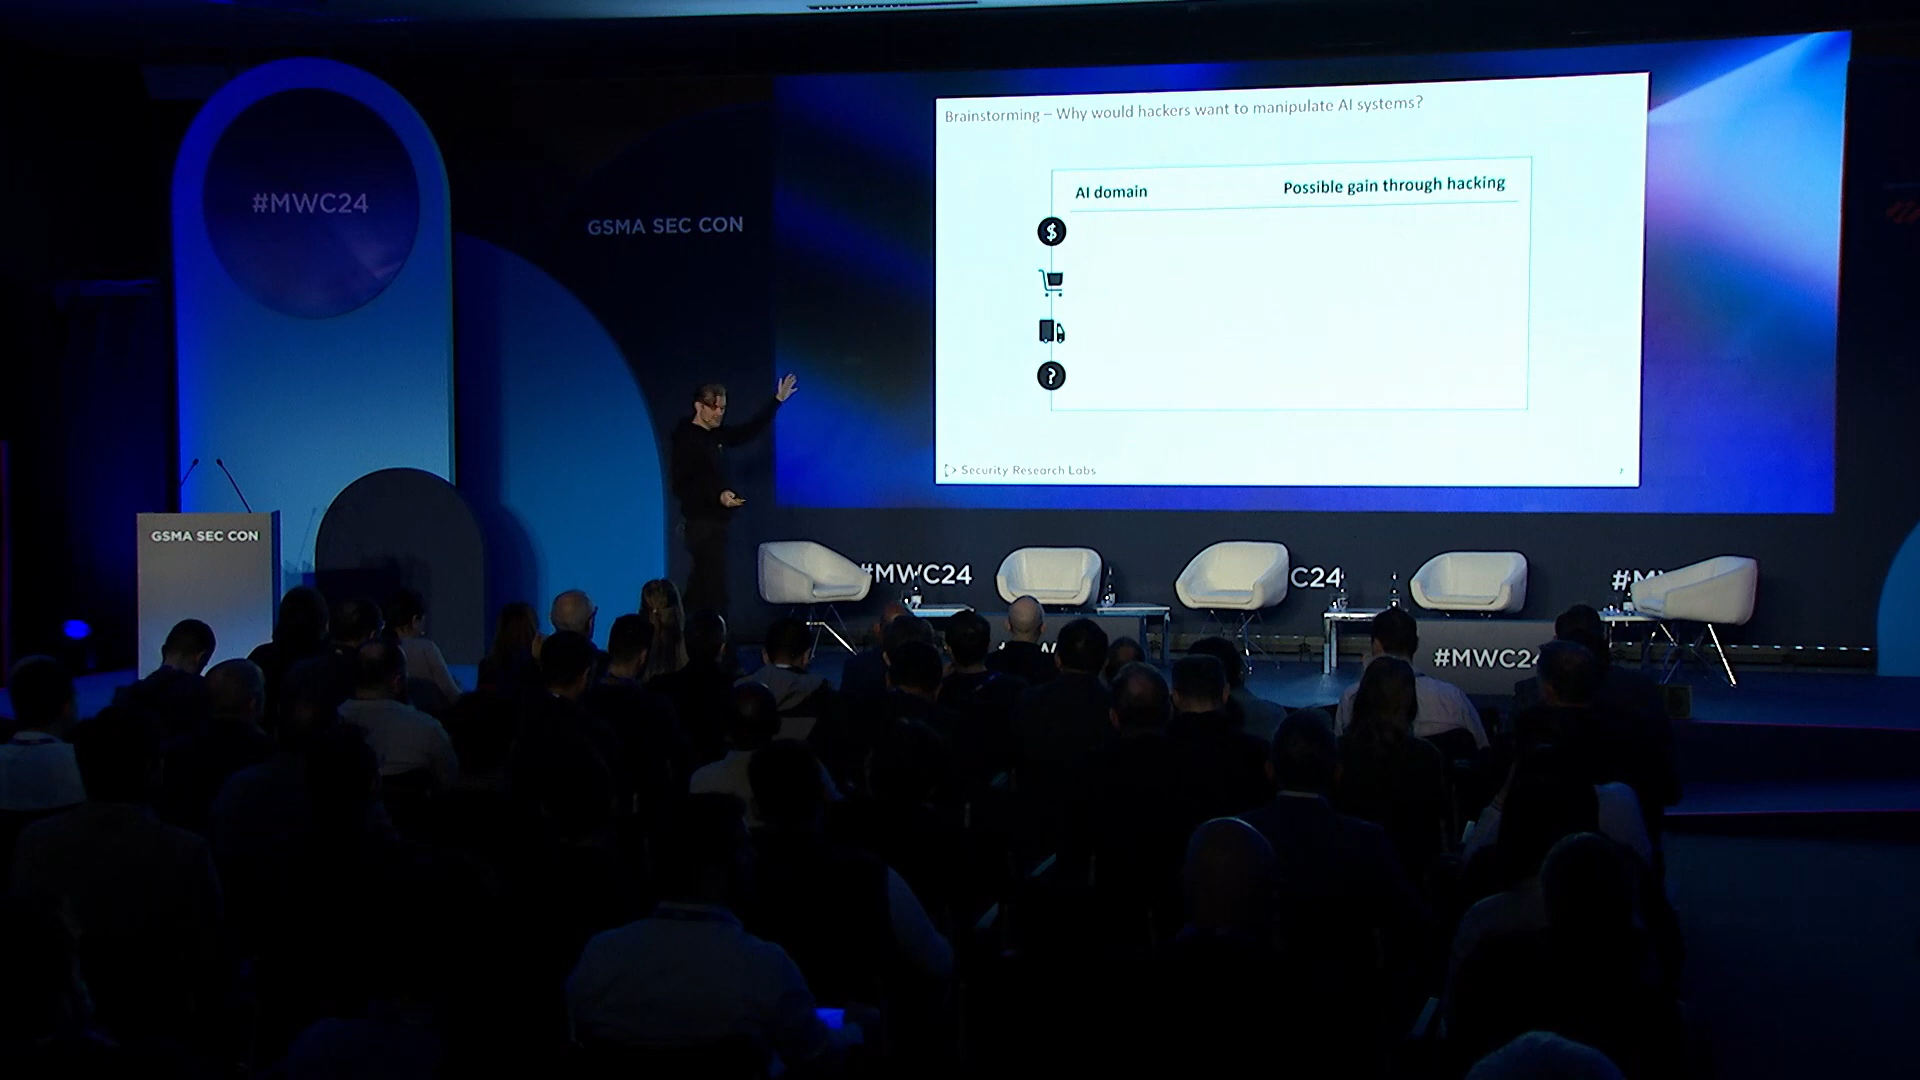 #MWC24
GSMA SEC CON
Brainstorming – Why would hackers want to manipulate AI systems?
AI domain
Possible gain through hacking
$
?
Security Research Labs
7
GSMA SEC CON
#MWC24
C24
#M
#MWC24